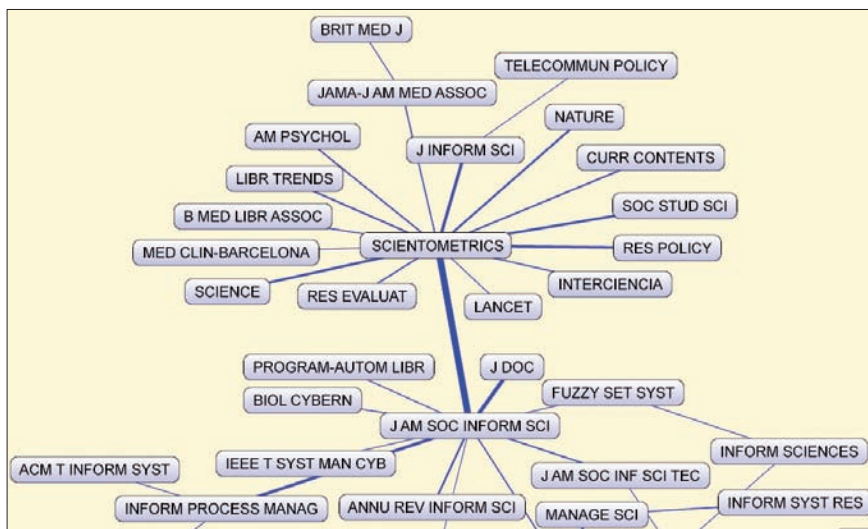 BRIT MED J
TELECOMMUN POLICY
JAMA-J AM MED ASSOC
NATURE
AM PSYCHOL
J INFORM SCI
CURR CONTENTS
LIBR TRENDS
SOC STUD SCI
B MED LIBR ASSOC
SCIENTOMETRICS
RES POLICY
MED CLIN-BARCELONA
INTERCIENCIA
SCIENCE
RES EVALUAT
LANCET
PROGRAM-AUTOM LIBR
J DOC
FUZZY SET SYST
BIOL CYBERN
J AM SOC INFORM SCI
INFORM SCIENCES
ACM T INFORM SYST
IEEE T SYST MAN CYB
J AM SOC INF SCI TEC
INFORM PROCESS MANAG
ANNU REV INFORM SCI
MANAGE SCI
INFORM SYST RES